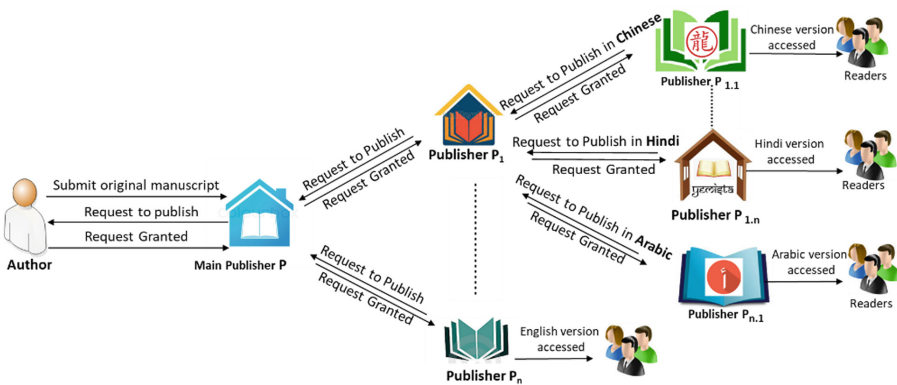 Submit original manuscript
Request to publish
Request Granted
Author
Main Publisher P
Request to Publish
Request Granted
Publisher P1
Request to Publish
Request Granted
Publisher Pn
Request to Publish in Chinese
Request Granted
龍
Publisher P 1.1
Chinese version
accessed
Readers
Request to Publish in Hindi
Request Granted
yemista
Publisher P1.n
Hindi version
accessed
Readers
Request to Publish in Arabic
Request Granted
أ
Publisher Pn.1
Arabic version
accessed
Readers
English version
accessed